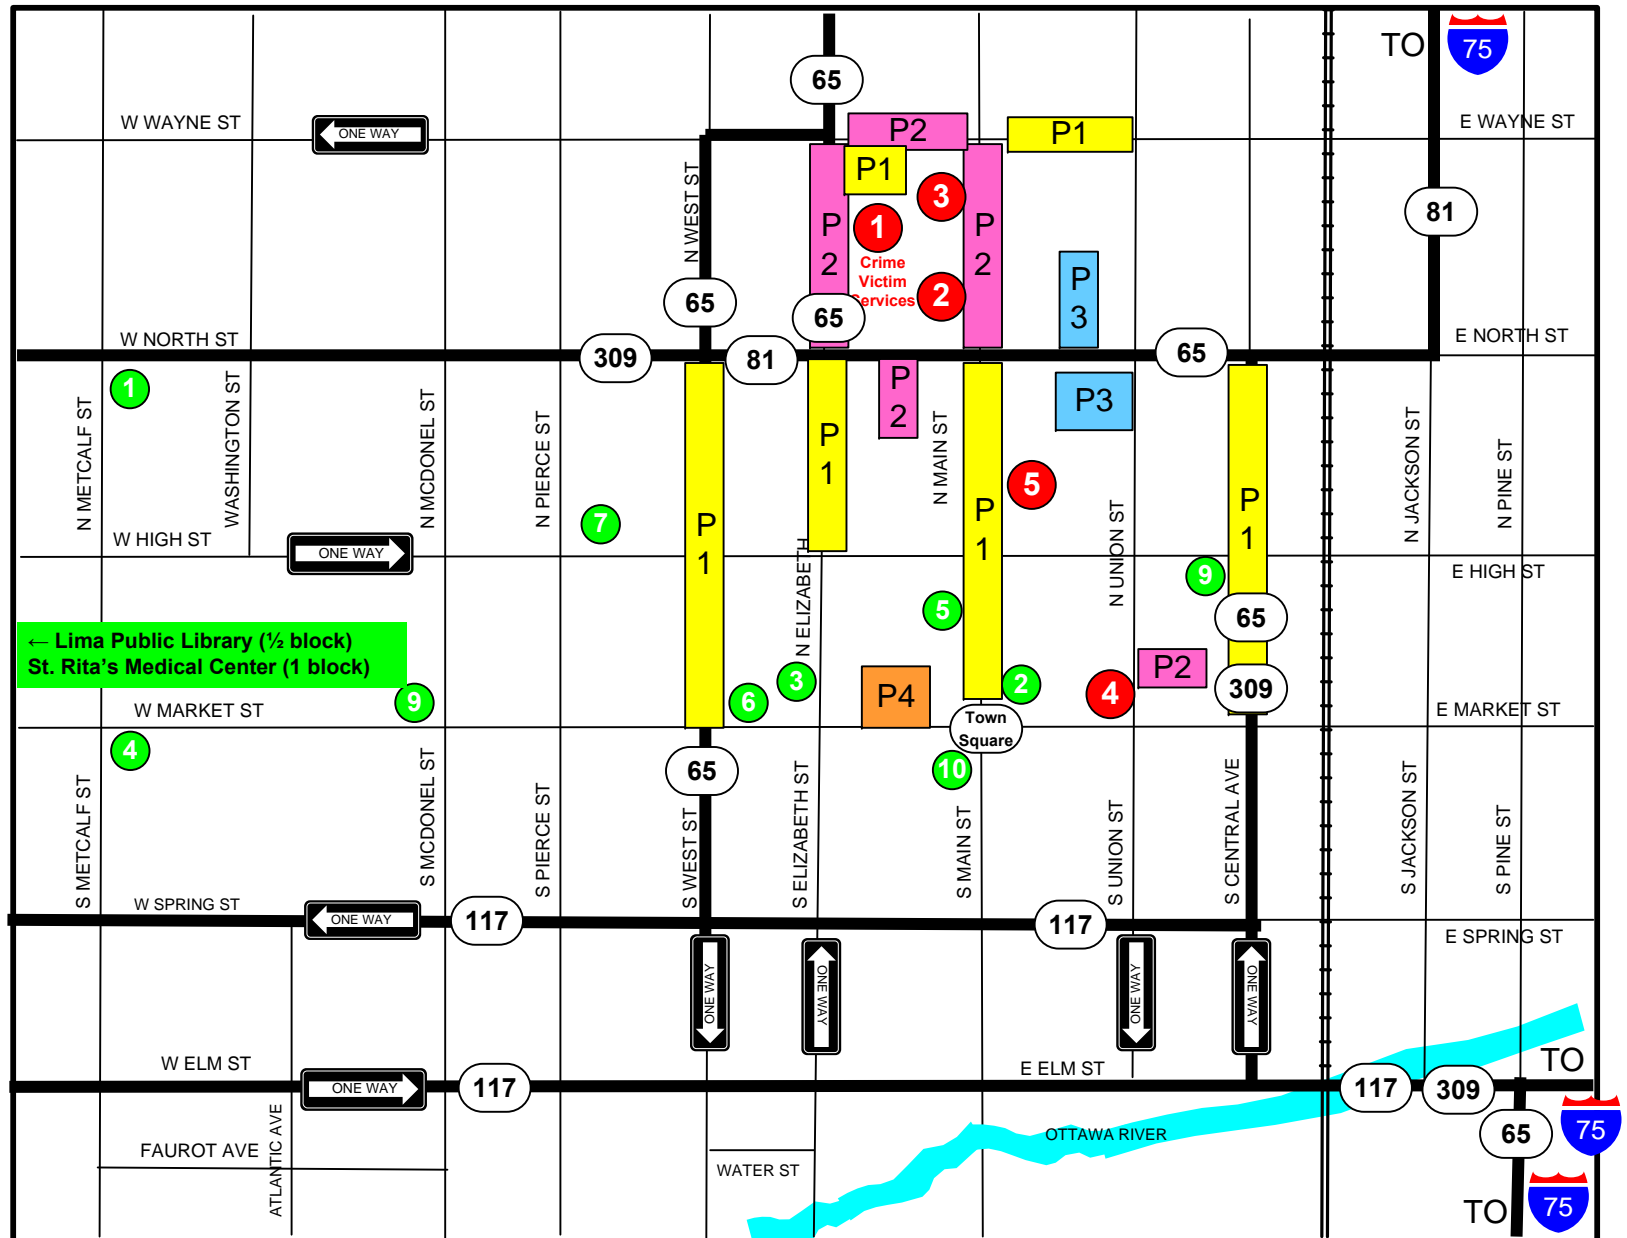 65
TO
75
W WAYNE ST
ONE WAY
P2
P1
E WAYNE ST
P1
3
N WEST ST
P
2
1
P
2
81
Crime
Victim
Services
2
P
3
65
65
W NORTH ST
309
81
65
E NORTH ST
1
N METCALF ST
WASHINGTON ST
N MCDONEL ST
N PIERCE ST
P
2
P3
P
1
N MAIN ST
5
N JACKSON ST
N PINE ST
7
P
1
P
1
N UNION ST
P
1
W HIGH ST
ONE WAY
N ELIZABETH
9
E HIGH ST
5
65
← Lima Public Library (½ block)
St. Rita's Medical Center (1 block)
9
6
3
P4
2
4
P2
309
W MARKET ST
Town
Square
E MARKET ST
4
65
10
S METCALF ST
S MCDONEL ST
S PIERCE ST
S WEST ST
S ELIZABETH ST
S MAIN ST
S UNION ST
S CENTRAL AVE
S JACKSON ST
S PINE ST
W SPRING ST
ONE WAY
117
117
E SPRING ST
ONE WAY
ONE WAY
ONE WAY
ONE WAY
W ELM ST
ONE WAY
117
E ELM ST
117
309
TO
75
65
ATLANTIC AVE
FAUROT AVE
WATER ST
OTTAWA RIVER
TO
75